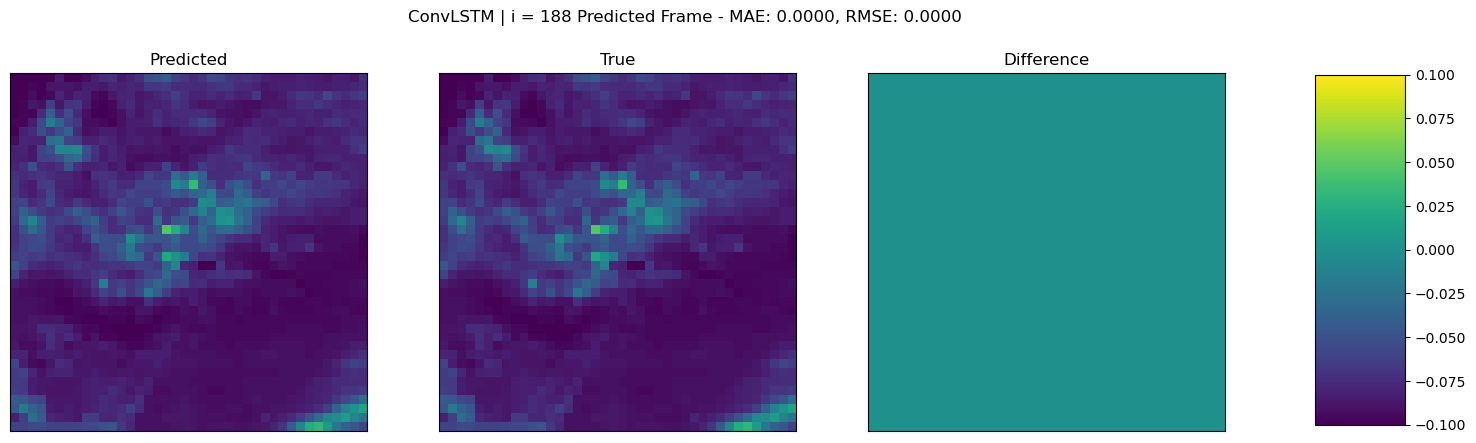 ConvLSTM | i = 188 Predicted Frame - MAE: 0.0000, RMSE: 0.0000
Predicted
True
Difference
0.100
0.075
0.050
0.025
0.000
−0.025
−0.050
−0.075
−0.100